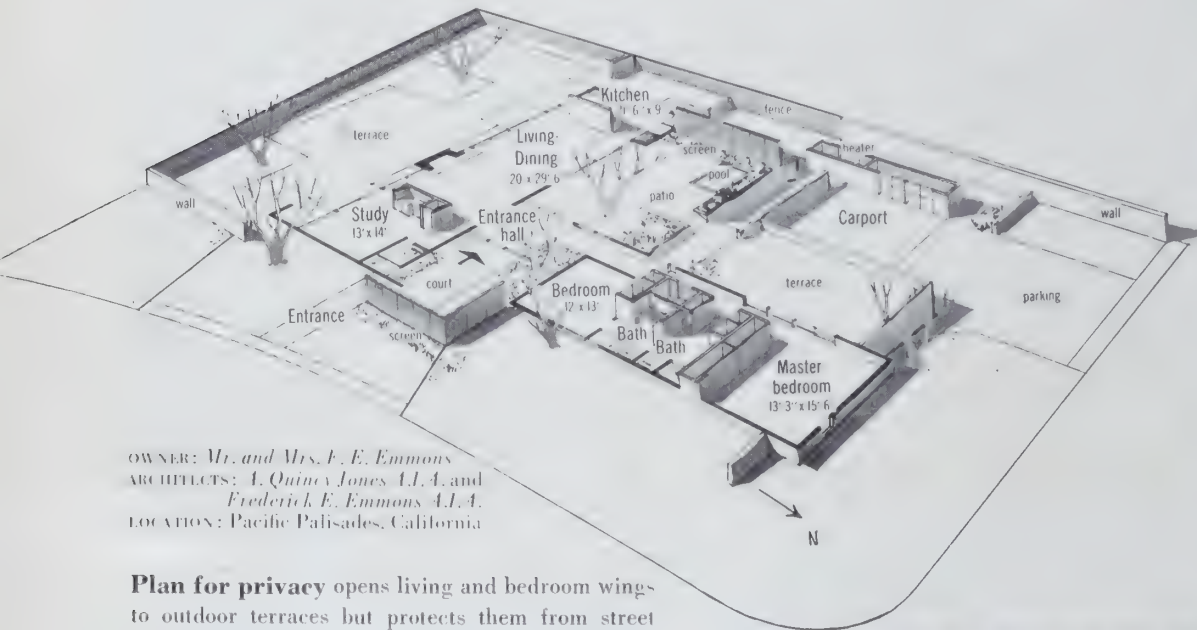 Kitchen
fence
terrace
Living-
Dining
20 x 29' 6
screen
heater
pool
wall
Study
13' x 14'
Entrance
hall
patio
Carport
wall
court
Bedroom
12 x 13'
terrace
parking
Entrance
screen
Bath
Bath
Master
bedroom
13' 3" x 15' 6
N
OWNER: Mr. and Mrs. F. E. Emmons
ARCHITECTS: A. Quincy Jones A.I.A. and
Frederick E. Emmons A.I.A.
LOCATION: Pacific Palisades, California
Plan for privacy opens living and bedroom wings
to outdoor terraces but protects them from street